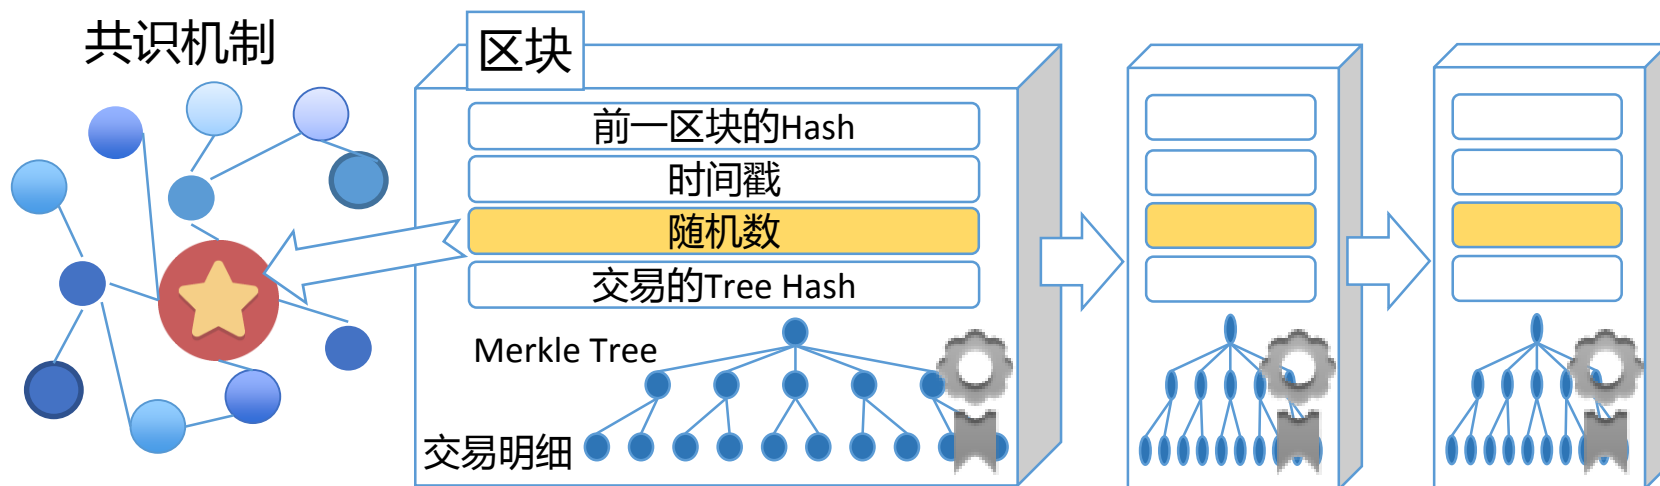 共识机制
区块
前一区块的Hash
时间戳
随机数
交易的Tree Hash
Merkle Tree
交易明细